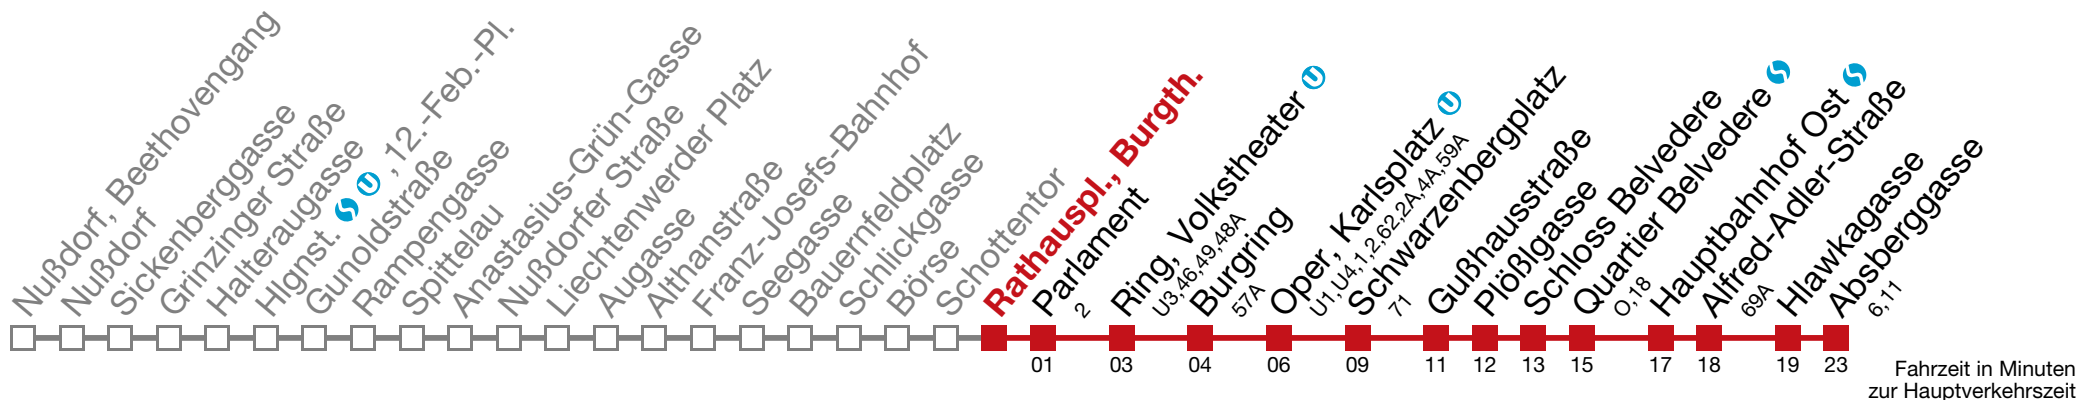 Nußdorf, Beethovengang
Nußdorf
Sickenberggasse
Grinzinger Straße
Halteraugasse
Hlgnst. S U , 12.-Feb.-Pl.
Gunoldstraße
Rampengasse
Spittelau
Anastasius-Grün-Gasse
Nußdorfer Straße
Liechtenwerder Platz
Augasse
Althanstraße
Franz-Josefs-Bahnhof
Seegasse
Bauernfeldplatz
Schlickgasse
Börse
Schottentor
Rathauspl., Burgth.
Parlament
2
Ring, Volkstheater U
U3,46,49,48A
Burgring
57A
Oper, Karlsplatz U
U1,U4,1,2,62,2A,4A,59A
Schwarzenbergplatz
71
Gußhausstraße
Plößlgasse
Schloss Belvedere
Quartier Belvedere S
O,18
Hauptbahnhof Ost S
Alfred-Adler-Straße
69A
Hlawkagasse
Absberggasse
6,11
01 03 04 06 09 11 12 13 15 17 18 19 23
Fahrzeit in Minuten
zur Hauptverkehrszeit